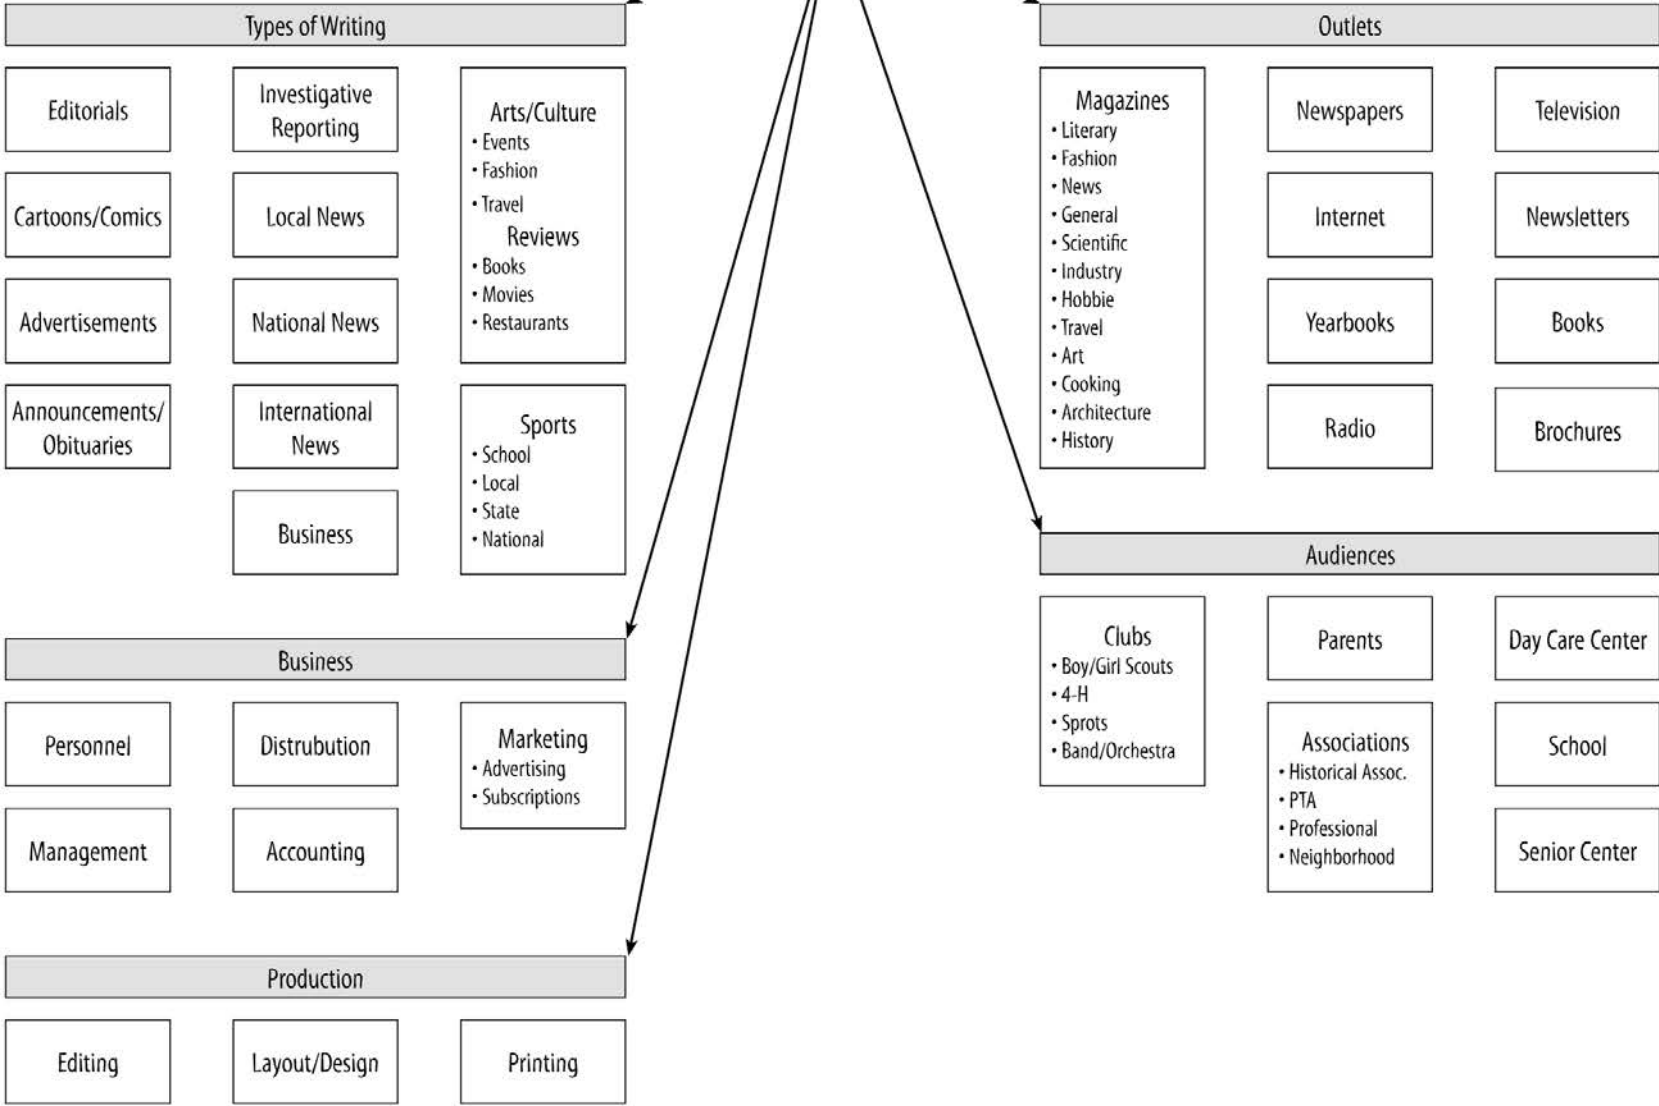 Types of Writing
Editorials
Investigative
Reporting
Arts/Culture
• Events
• Fashion
• Travel
Reviews
• Books
• Movies
• Restaurants
Cartoons/Comics
Local News
Advertisements
National News
Announcements/
Obituaries
International
News
Sports
• School
• Local
• State
• National
Business
Business
Personnel
Distrubution
Marketing
• Advertising
• Subscriptions
Management
Accounting
Production
Editing
Layout/Design
Printing
Outlets
Magazines
• Literary
• Fashion
• News
• General
• Scientific
• Industry
• Hobbie
• Travel
• Art
• Cooking
• Architecture
• History
Newspapers
Television
Internet
Newsletters
Yearbooks
Books
Radio
Brochures
Audiences
Clubs
• Boy/Girl Scouts
• 4-H
• Sprots
• Band/Orchestra
Parents
Day Care Center
Associations
• Historical Assoc.
• PTA
• Professional
• Neighborhood
School
Senior Center